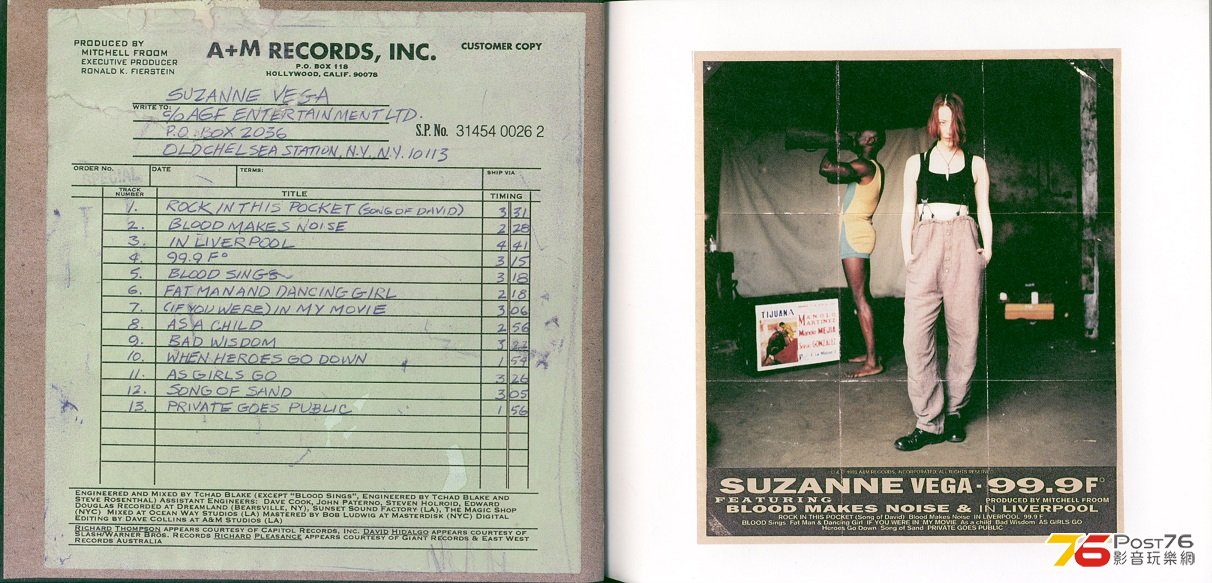 PRODUCED BY
MITCHELL FROOM
EXECUTIVE PRODUCER
RONALD K. FIERSTEIN
A+M RECORDS, INC.
P.O. BOX 118
HOLLYWOOD, CALIF. 90078
CUSTOMER COPY
SUZANNE VEGA
WRITE TO:
c/o AGF ENTERTAINMENT LTD.
P.O. BOX 2036
OLD CHELSEA STATION, N.Y. N.Y. 10113
S.P. No. 31454 0026 2
ORDER No. DATE TERMS: SHIP VIA
SPECIAL
TRACK NUMBER TITLE TIMING
1. ROCK IN THIS POCKET (SONG OF DAVID) 3 31
2. BLOOD MAKES NOISE 2 28
3. IN LIVERPOOL 4 41
4. 99.9 F° 3 15
5. BLOOD SINGS 3 18
6. FAT MAN AND DANCING GIRL 2 18
7. (IF YOU WERE) IN MY MOVIE 3 06
8. AS A CHILD 2 56
9. BAD WISDOM 3 22
10. WHEN HEROES GO DOWN 1 54
11. AS GIRLS GO 3 26
12. SONG OF SAND 3 05
13. PRIVATE GOES PUBLIC 1 56
ENGINEERED AND MIXED BY TCHAD BLAKE (EXCEPT "BLOOD SINGS", ENGINEERED BY TCHAD BLAKE AND
STEVE ROSENTHAL) ASSISTANT ENGINEERS: DAVE COOK, JOHN PATERNO, STEVEN HOLROID, EDWARD
DOUGLAS RECORDED AT DREAMLAND (BEARSVILLE, NY), SUNSET SOUND FACTORY (LA), THE MAGIC SHOP
(NYC) MIXED AT OCEAN WAY STUDIOS (LA) MASTERED BY BOB LUDWIG AT MASTERDISK (NYC) DIGITAL
EDITING BY DAVE COLLINS AT A&M STUDIOS (LA)
RICHARD THOMPSON APPEARS COURTESY OF CAPITOL RECORDS, INC. DAVID HIDALGO APPEARS COURTESY OF
SLASH/WARNER BROS. RECORDS RICHARD PLEASANCE APPEARS COURTESY OF GIANT RECORDS & EAST WEST
RECORDS AUSTRALIA
TIJUANA
MANOLO
MARTINEZ
Manolo MEJIA
GONZALEZ
1992 A&M RECORDS, INCORPORATED. ALL RIGHTS RESERVED
SUZANNE VEGA - 99.9 F°
FEATURING PRODUCED BY MITCHELL FROOM
BLOOD MAKES NOISE & IN LIVERPOOL
ROCK IN THIS POCKET (Song of David) Blood Makes Noise IN LIVERPOOL 99.9 F
BLOOD Sings Fat Man & Dancing Girl IF YOU WERE IN MY MOVIE As a child Bad Wisdom AS GIRLS GO
Heroes Go Down Song of Sand PRIVATE GOES PUBLIC
76 Post76
影音玩樂網